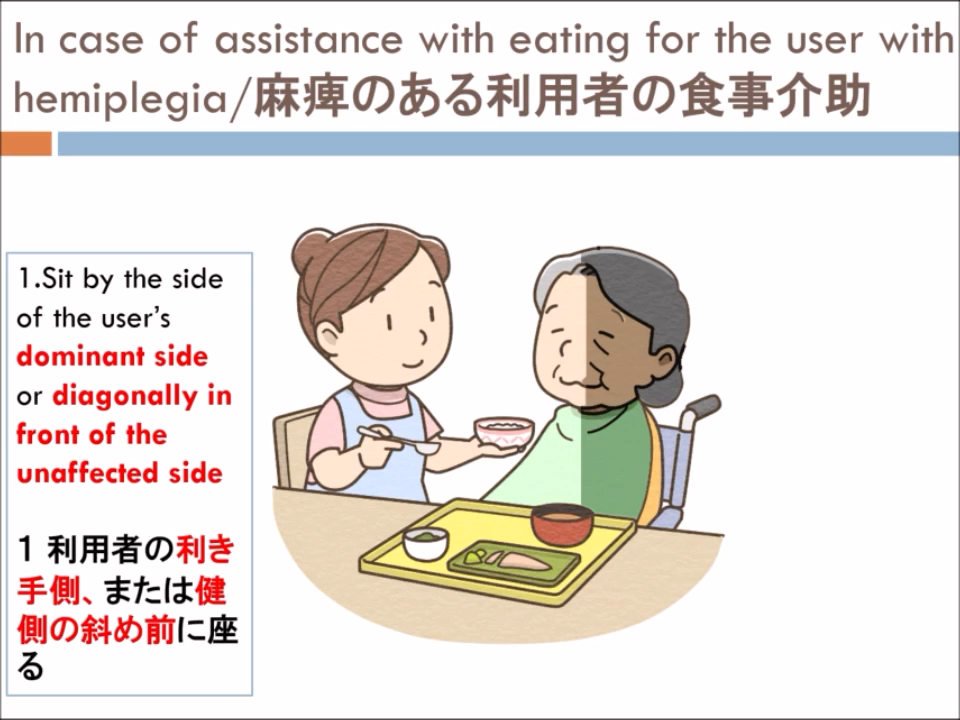 In case of assistance with eating for the user with
hemiplegia/麻痺のある利用者の食事介助
1.Sit by the side
of the user's
dominant side
or diagonally in
front of the
unaffected side
1 利用者の利き
手側、または健
側の斜め前に座
る